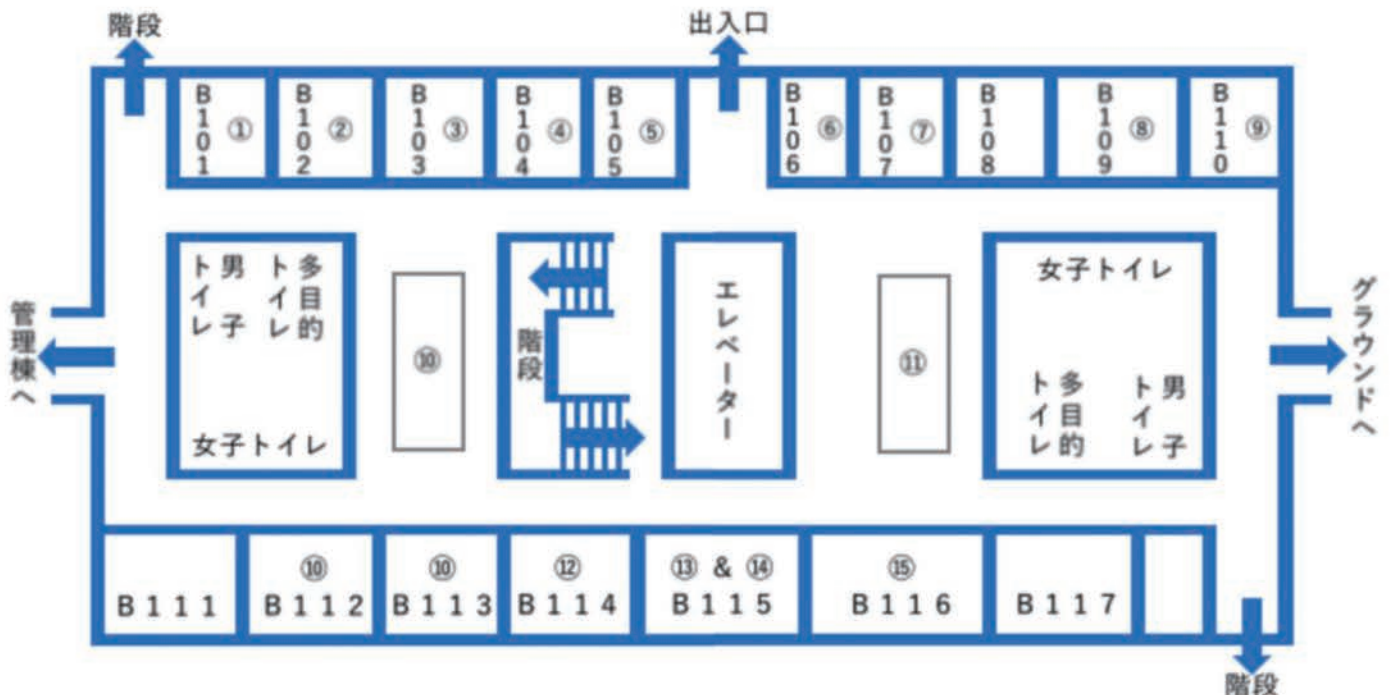 階段
出入口
B101 ①
B102 ②
B103 ③
B104 ④
B105 ⑤
B106 ⑥
B107 ⑦
B108
B109 ⑧
B110 ⑨
管理棟へ
男子トイレ
多目的トイレ
女子トイレ
⑩
階段
エレベーター
⑪
女子トイレ
多目的トイレ
男子トイレ
グラウンドへ
B111
⑩
B112
⑩
B113
⑫
B114
⑬ & ⑭
B115
⑮
B116
B117
階段